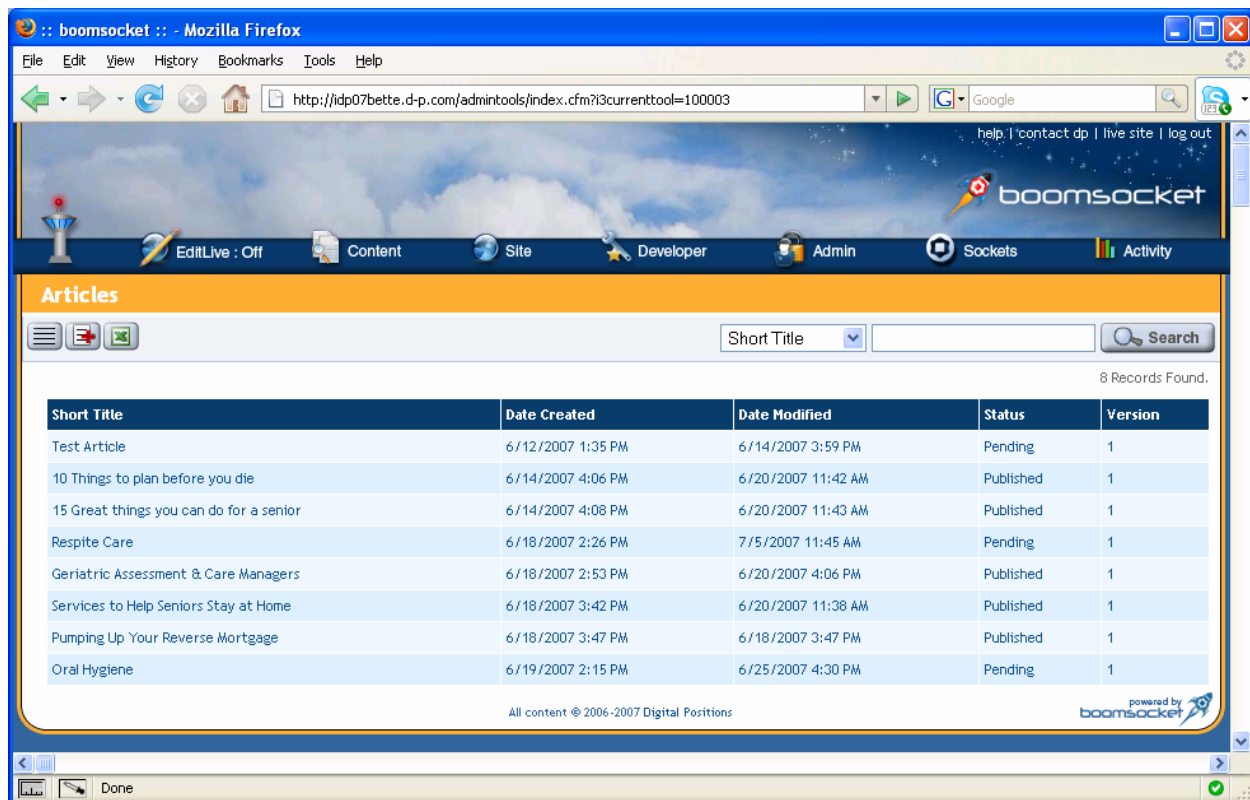 :: boomsocket :: - Mozilla Firefox
File Edit View History Bookmarks Tools Help
http://idp07bette.d-p.com/admintools/index.cfm?i3currenttool=100003 G Google 123
help | contact dp | live site | log out
boomsocket
EditLive : Off Content Site Developer Admin Sockets Activity
Articles
Short Title Search
8 Records Found.
Short Title Date Created Date Modified Status Version
Test Article 6/12/2007 1:35 PM 6/14/2007 3:59 PM Pending 1
10 Things to plan before you die 6/14/2007 4:06 PM 6/20/2007 11:42 AM Published 1
15 Great things you can do for a senior 6/14/2007 4:08 PM 6/20/2007 11:43 AM Published 1
Respite Care 6/18/2007 2:26 PM 7/5/2007 11:45 AM Pending 1
Geriatric Assessment & Care Managers 6/18/2007 2:53 PM 6/20/2007 4:06 PM Published 1
Services to Help Seniors Stay at Home 6/18/2007 3:42 PM 6/20/2007 11:38 AM Published 1
Pumping Up Your Reverse Mortgage 6/18/2007 3:47 PM 6/18/2007 3:47 PM Published 1
Oral Hygiene 6/19/2007 2:15 PM 6/25/2007 4:30 PM Pending 1
All content © 2006-2007 Digital Positions
powered by
boomsocket
Done